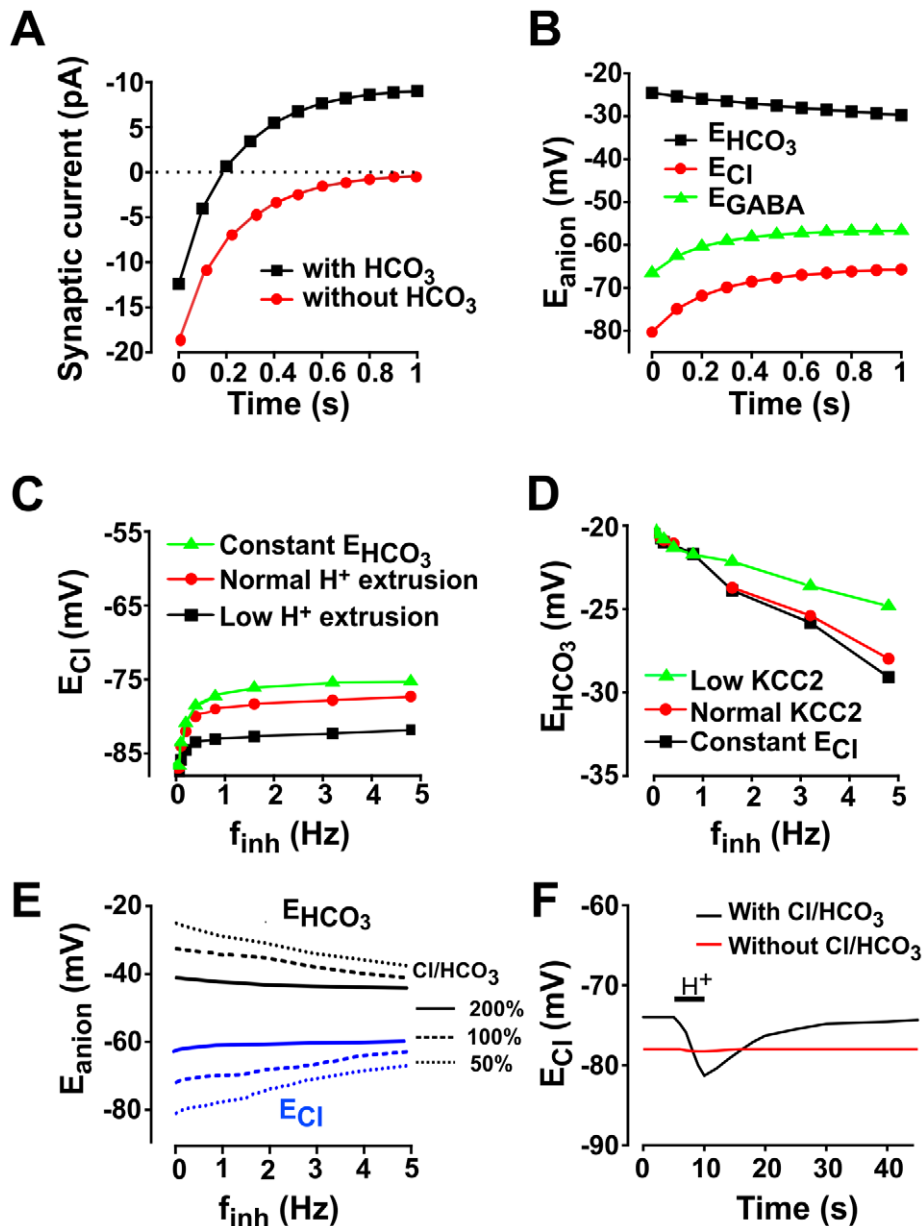 A
Synaptic current (pA)
-10
-5
0
-5
-10
-15
-20
with HCO3
without HCO3
0 0.2 0.4 0.6 0.8 1
Time (s)
B
Eanion (mV)
-20
-30
-40
-50
-60
-70
-80
EHCO3
ECl
EGABA
0 0.2 0.4 0.6 0.8 1
Time (s)
C
ECl (mV)
-55
-65
-75
-85
Constant EHCO3
Normal H+ extrusion
Low H+ extrusion
0 1 2 3 4 5
finh (Hz)
D
EHCO3 (mV)
-20
-25
-30
-35
Low KCC2
Normal KCC2
Constant ECl
0 1 2 3 4 5
finh (Hz)
E
Eanion (mV)
-20
-40
-60
-80
EHCO3
Cl/HCO3
200%
100%
50%
ECl
0 1 2 3 4 5
finh (Hz)
F
ECl (mV)
-60
-70
-80
-90
With Cl/HCO3
Without Cl/HCO3
H+
0 10 20 30 40
Time (s)